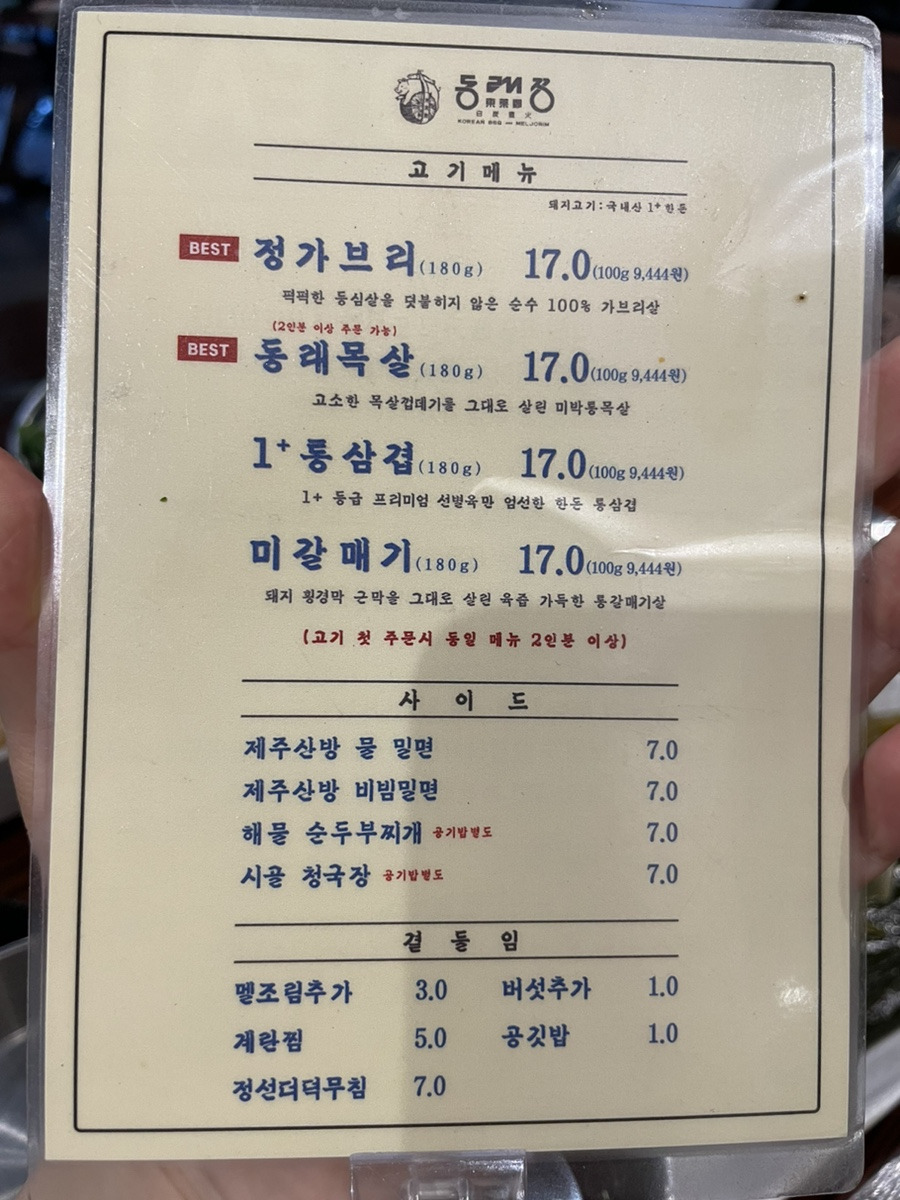 동래정
東萊鄭
白炭直火
KOREAN BBQ — MELJORIM
고기메뉴
돼지고기 : 국내산 1+한돈
BEST 정가브리(180g) 17.0(100g 9,444원)
퍽퍽한 등심살을 덧붙히지 않은 순수 100% 가브리살
(2인분 이상 주문 가능)
BEST 동래목살(180g) 17.0(100g 9,444원)
고소한 목살껍데기를 그대로 살린 미박통목살
1+통삼겹(180g) 17.0(100g 9,444원)
1+ 등급 프리미엄 선별육만 엄선한 한돈 통삼겹
미갈매기(180g) 17.0(100g 9,444원)
돼지 횡경막 근막을 그대로 살린 육즙 가득한 통갈매기살
(고기 첫 주문시 동일 메뉴 2인분 이상)
사이드
제주산방 물 밀면 7.0
제주산방 비빔밀면 7.0
해물 순두부찌개 공기밥별도 7.0
시골 청국장 공기밥별도 7.0
곁들임
멜조림추가 3.0 버섯추가 1.0
계란찜 5.0 공깃밥 1.0
정선더덕무침 7.0